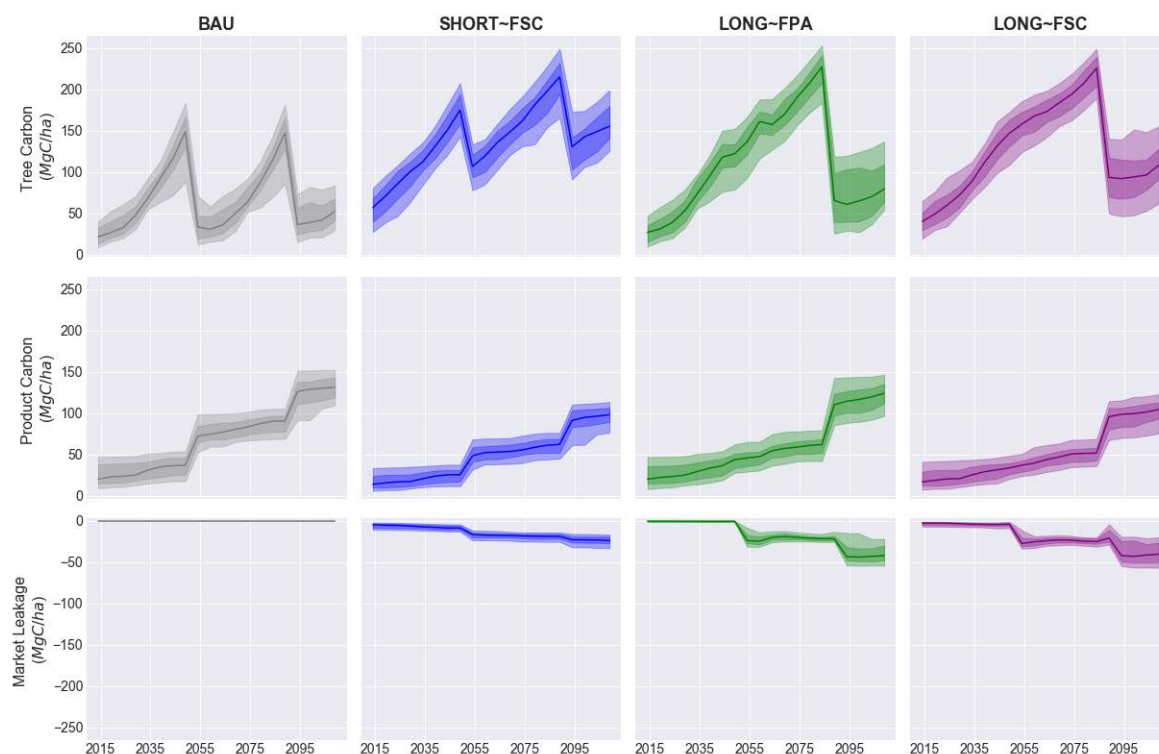 BAU
SHORT~FSC
LONG~FPA
LONG~FSC
Tree Carbon
(MgC/ha)
250
200
150
100
50
0
Product Carbon
(MgC/ha)
250
200
150
100
50
0
Market Leakage
(MgC/ha)
0
−50
−100
−150
−200
−250
2015 2035 2055 2075 2095
2015 2035 2055 2075 2095
2015 2035 2055 2075 2095
2015 2035 2055 2075 2095